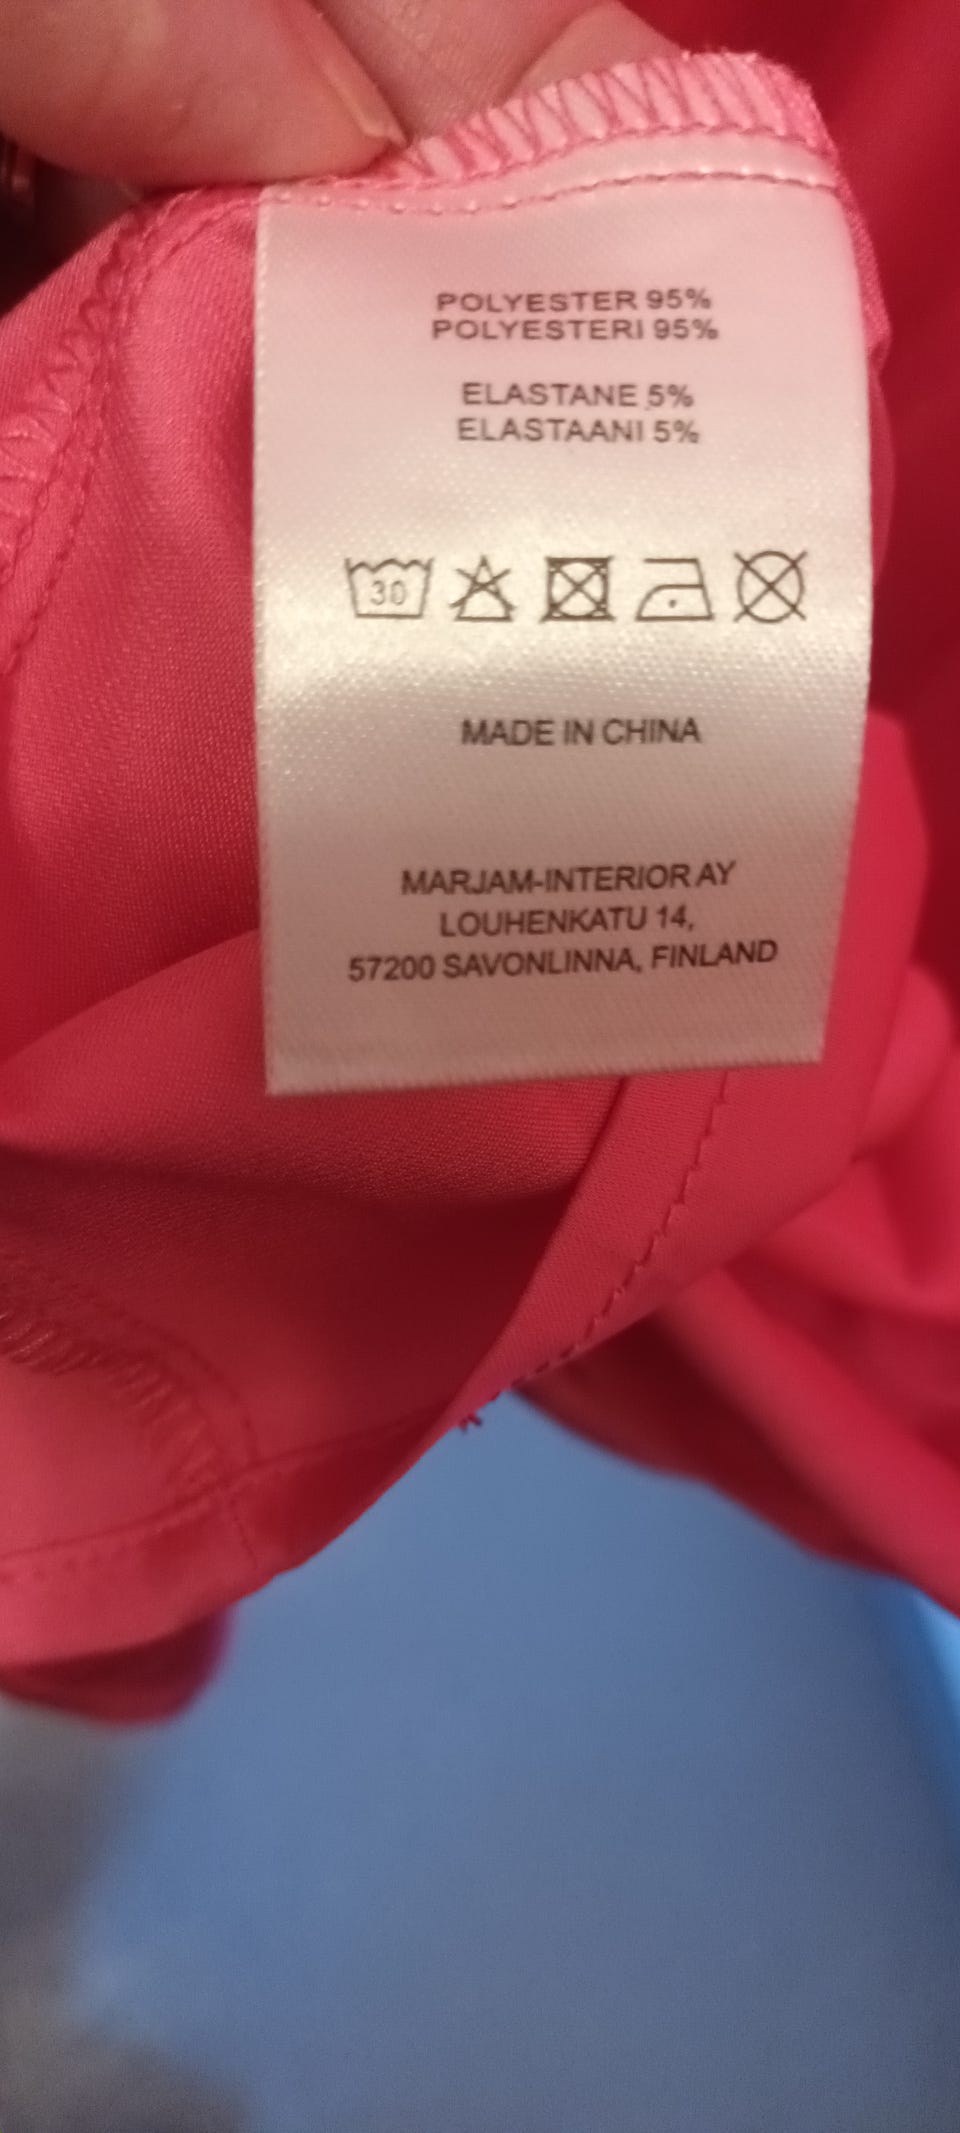 POLYESTER 95%
POLYESTERI 95%
ELASTANE 5%
ELASTAANI 5%
30
MADE IN CHINA
MARJAM-INTERIOR AY
LOUHENKATU 14,
57200 SAVONLINNA, FINLAND